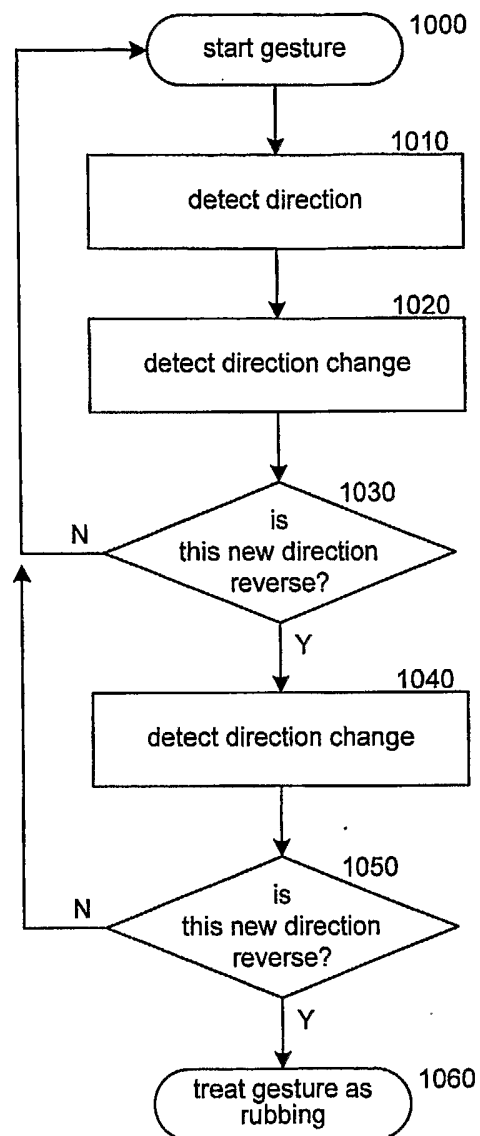 1000
start gesture
1010
detect direction
1020
detect direction change
1030
is
this new direction
reverse?
N
Y
1040
detect direction change
1050
is
this new direction
reverse?
N
Y
1060
treat gesture as
rubbing